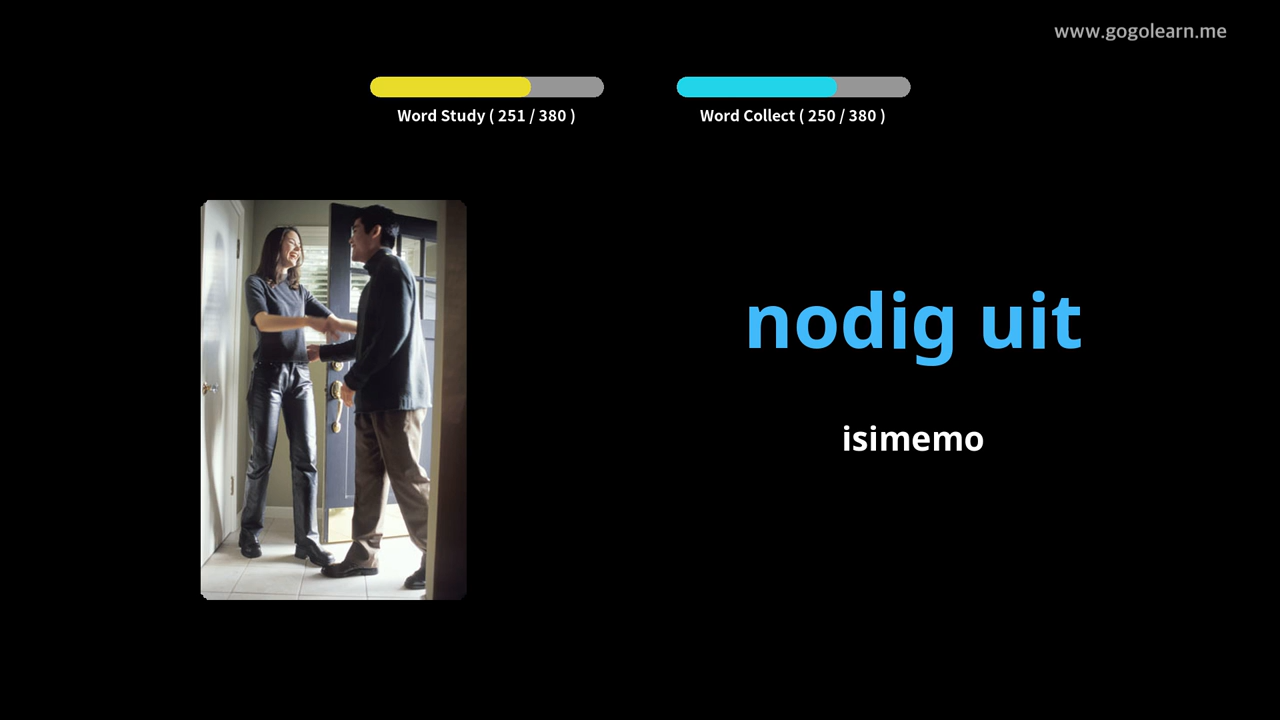 www.gogolearn.me
Word Study ( 251 / 380 )
Word Collect ( 250 / 380 )
nodig uit
isimemo